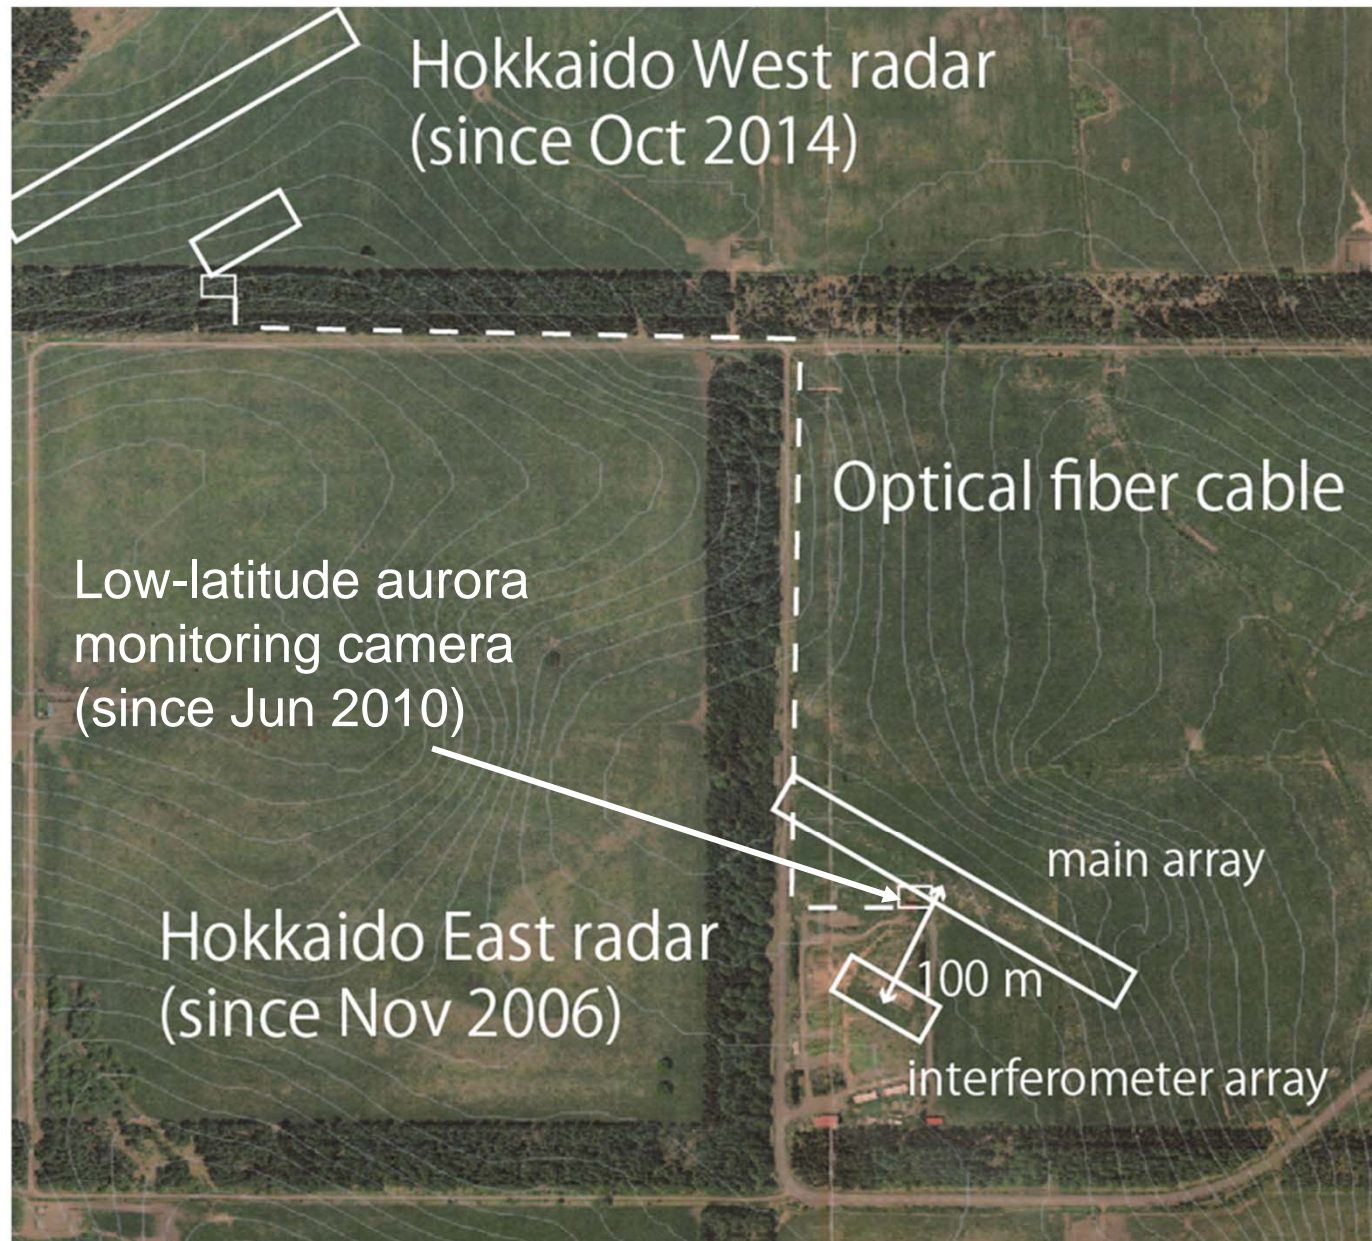 Hokkaido West radar
(since Oct 2014)
Optical fiber cable
Low-latitude aurora
monitoring camera
(since Jun 2010)
main array
Hokkaido East radar
(since Nov 2006)
100 m
interferometer array